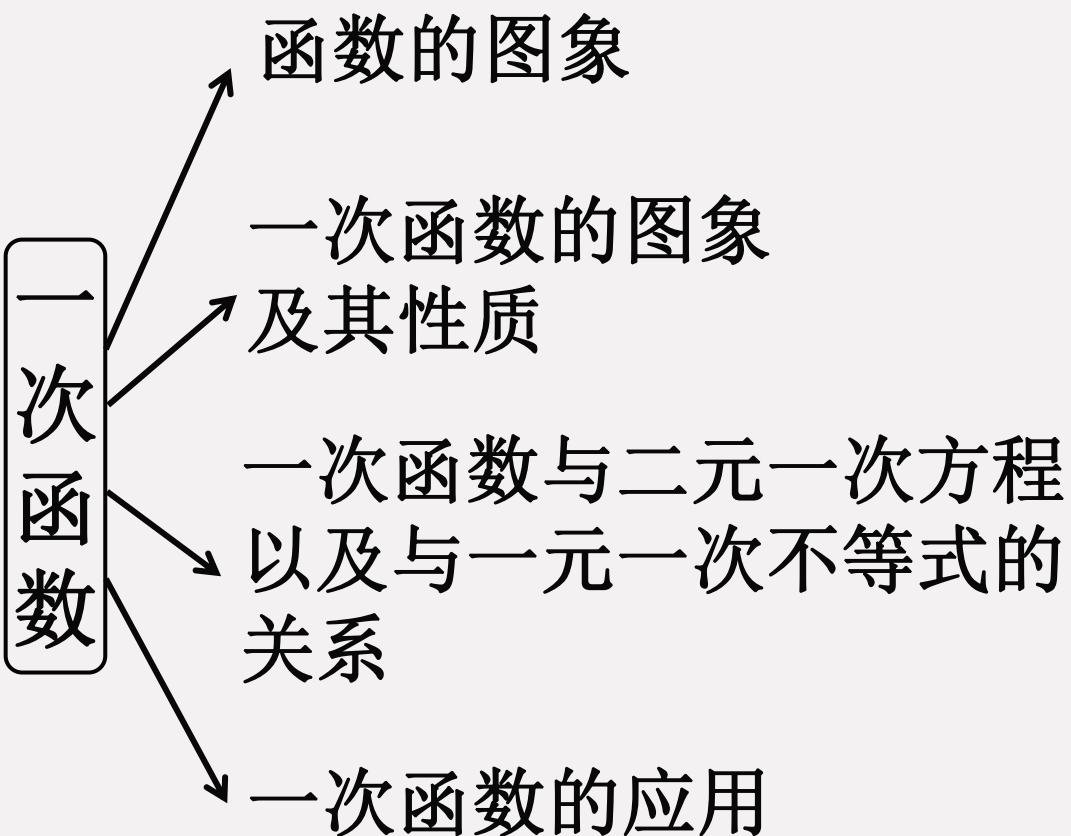 一次函数
函数的图象
一次函数的图象
及其性质
一次函数与二元一次方程
以及与一元一次不等式的
关系
一次函数的应用